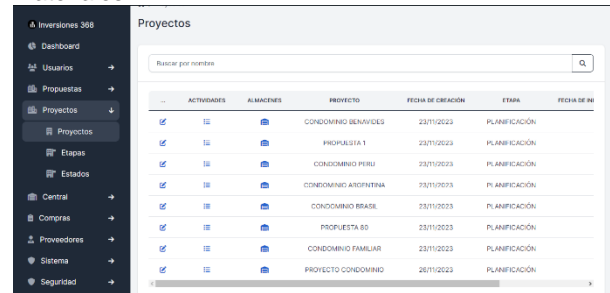 Inversiones 368
Dashboard
Usuarios
Propuestas
Proyectos
Proyectos
Etapas
Estados
Central
Compras
Proveedores
Sistema
Seguridad
Proyectos
Buscar por nombre
... ACTIVIDADES ALMACENES PROYECTO FECHA DE CREACIÓN ETAPA FECHA DE INI
CONDOMINIO BENAVIDES 23/11/2023 PLANIFICACIÓN
PROPUESTA 1 23/11/2023 PLANIFICACIÓN
CONDOMINIO PERU 23/11/2023 PLANIFICACIÓN
CONDOMINIO ARGENTINA 23/11/2023 PLANIFICACIÓN
CONDOMINIO BRASIL 23/11/2023 PLANIFICACIÓN
PROPUESTA 80 23/11/2023 PLANIFICACIÓN
CONDOMINIO FAMILIAR 23/11/2023 PLANIFICACIÓN
PROYECTO CONDOMINIO 26/11/2023 PLANIFICACIÓN